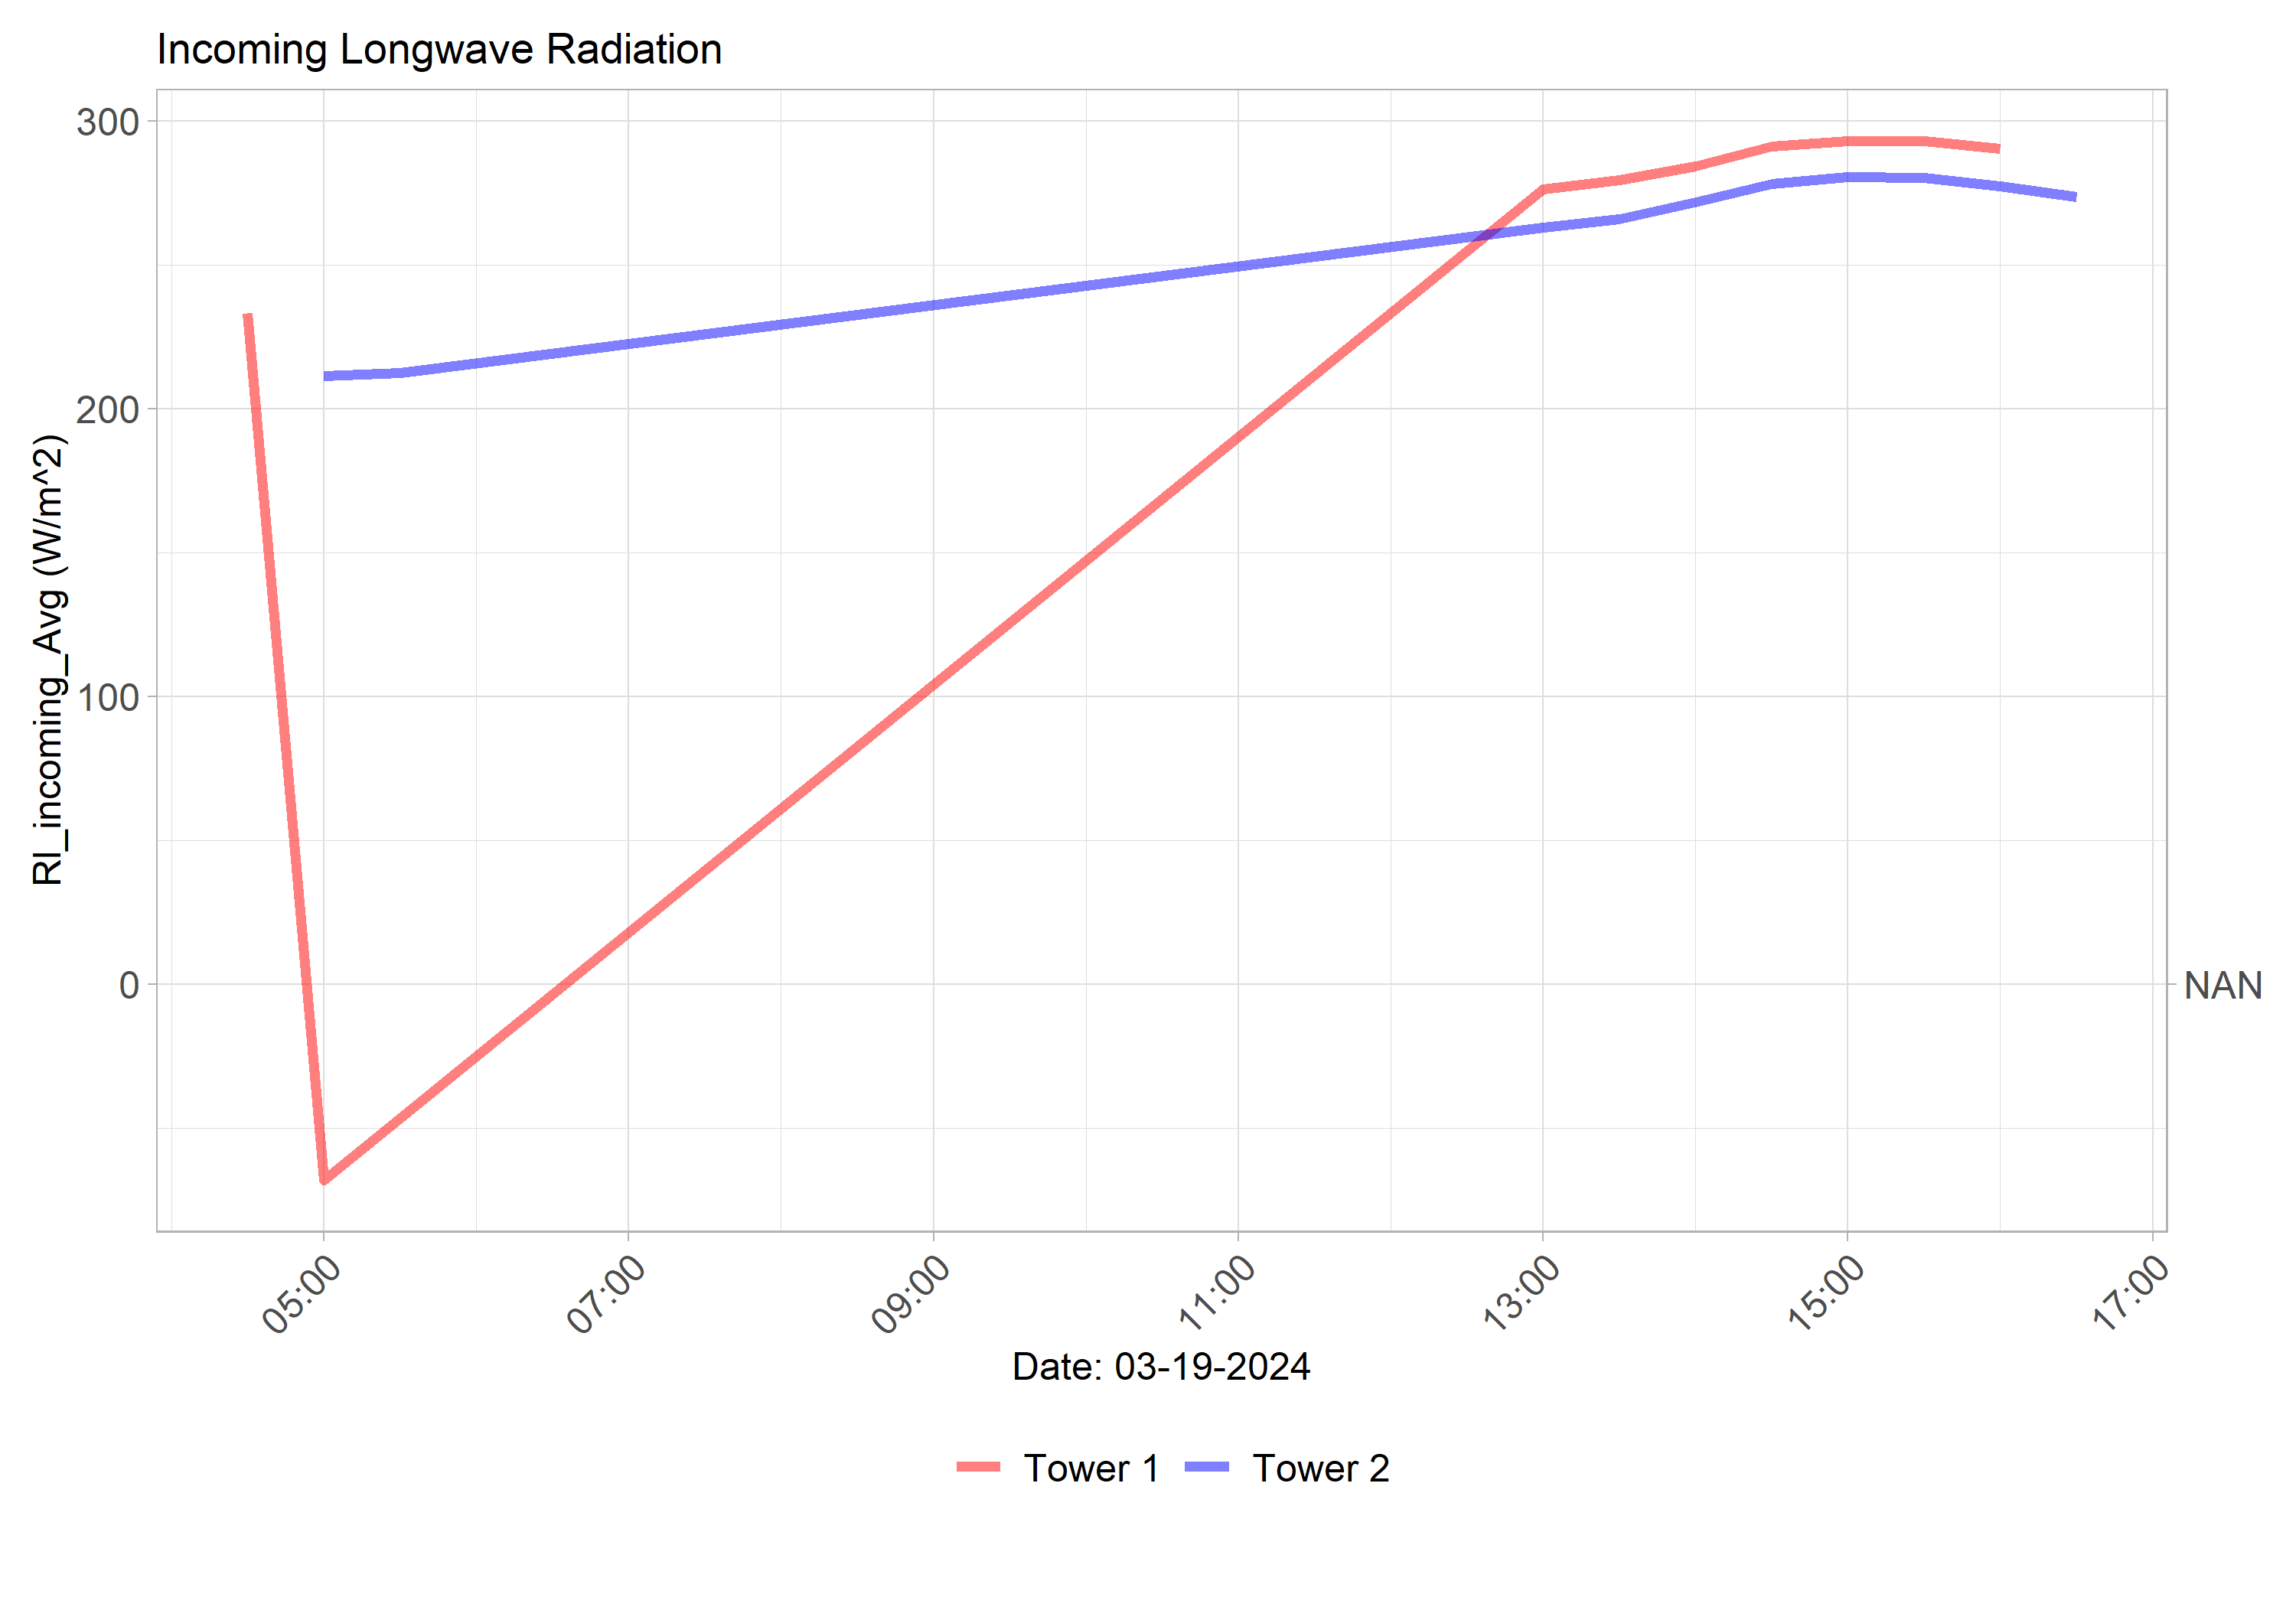 Incoming Longwave Radiation
Rl_incoming_Avg (W/m^2)
300
200
100
0
NAN
05:00
07:00
09:00
11:00
13:00
15:00
17:00
Date: 03-19-2024
Tower 1
Tower 2